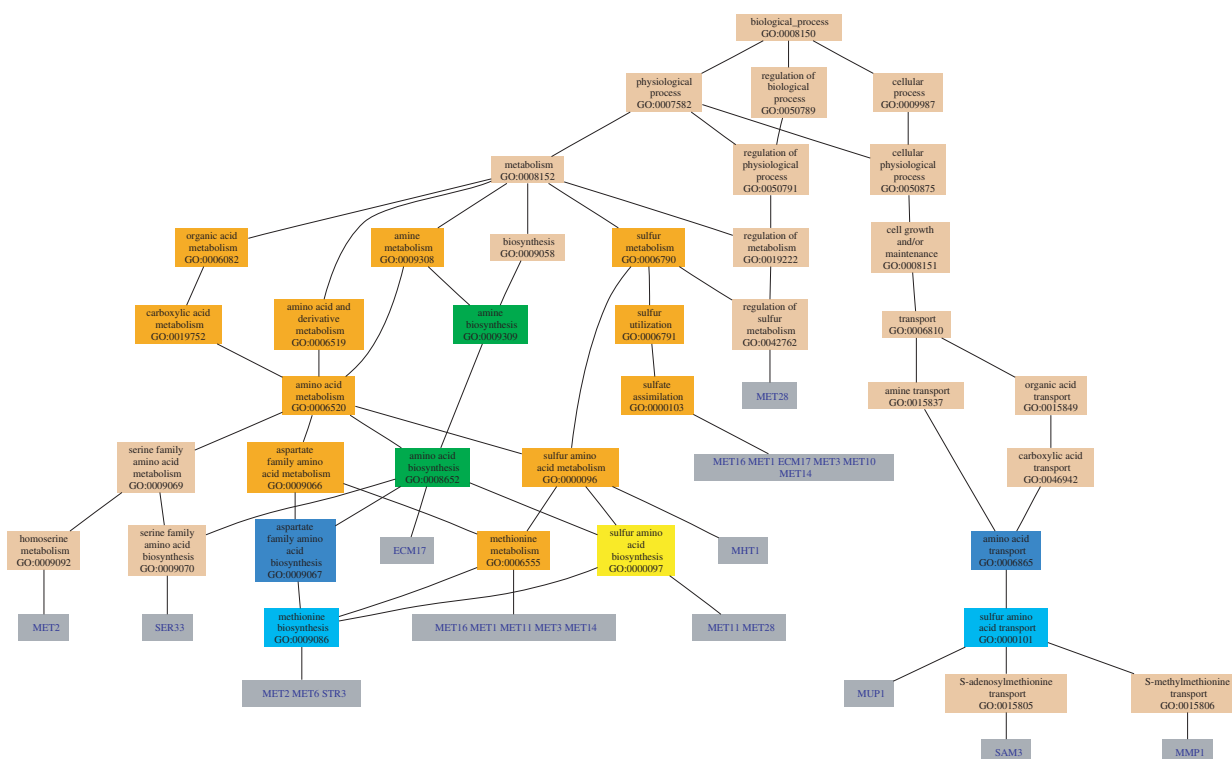 biological_process
GO:0008150
physiological
process
GO:0007582
regulation of
biological
process
GO:0050789
cellular
process
GO:0009987
metabolism
GO:0008152
regulation of
physiological
process
GO:0050791
cellular
physiological
process
GO:0050875
organic acid
metabolism
GO:0006082
amine
metabolism
GO:0009308
biosynthesis
GO:0009058
sulfur
metabolism
GO:0006790
regulation of
metabolism
GO:0019222
cell growth
and/or
maintenance
GO:0008151
carboxylic acid
metabolism
GO:0019752
amino acid and
derivative
metabolism
GO:0006519
amine
biosynthesis
GO:0009309
sulfur
utilization
GO:0006791
regulation of
sulfur
metabolism
GO:0042762
transport
GO:0006810
amino acid
metabolism
GO:0006520
sulfate
assimilation
GO:0000103
MET28
amine transport
GO:0015837
organic acid
transport
GO:0015849
serine family
amino acid
metabolism
GO:0009069
aspartate
family amino
acid metabolism
GO:0009066
amino acid
biosynthesis
GO:0008652
sulfur amino
acid metabolism
GO:0000096
MET16 MET1 ECM17 MET3 MET10
MET14
carboxylic acid
transport
GO:0046942
homoserine
metabolism
GO:0009092
serine family
amino acid
biosynthesis
GO:0009070
aspartate
family amino
acid
biosynthesis
GO:0009067
ECM17
methionine
metabolism
GO:0006555
sulfur amino
acid
biosynthesis
GO:0000097
MHT1
amino acid
transport
GO:0006865
MET2
SER33
methionine
biosynthesis
GO:0009086
MET16 MET1 MET11 MET3 MET14
MET11 MET28
sulfur amino
acid transport
GO:0000101
MET2 MET6 STR3
MUP1
S-adenosylmethionine
transport
GO:0015805
S-methylmethionine
transport
GO:0015806
SAM3
MMP1